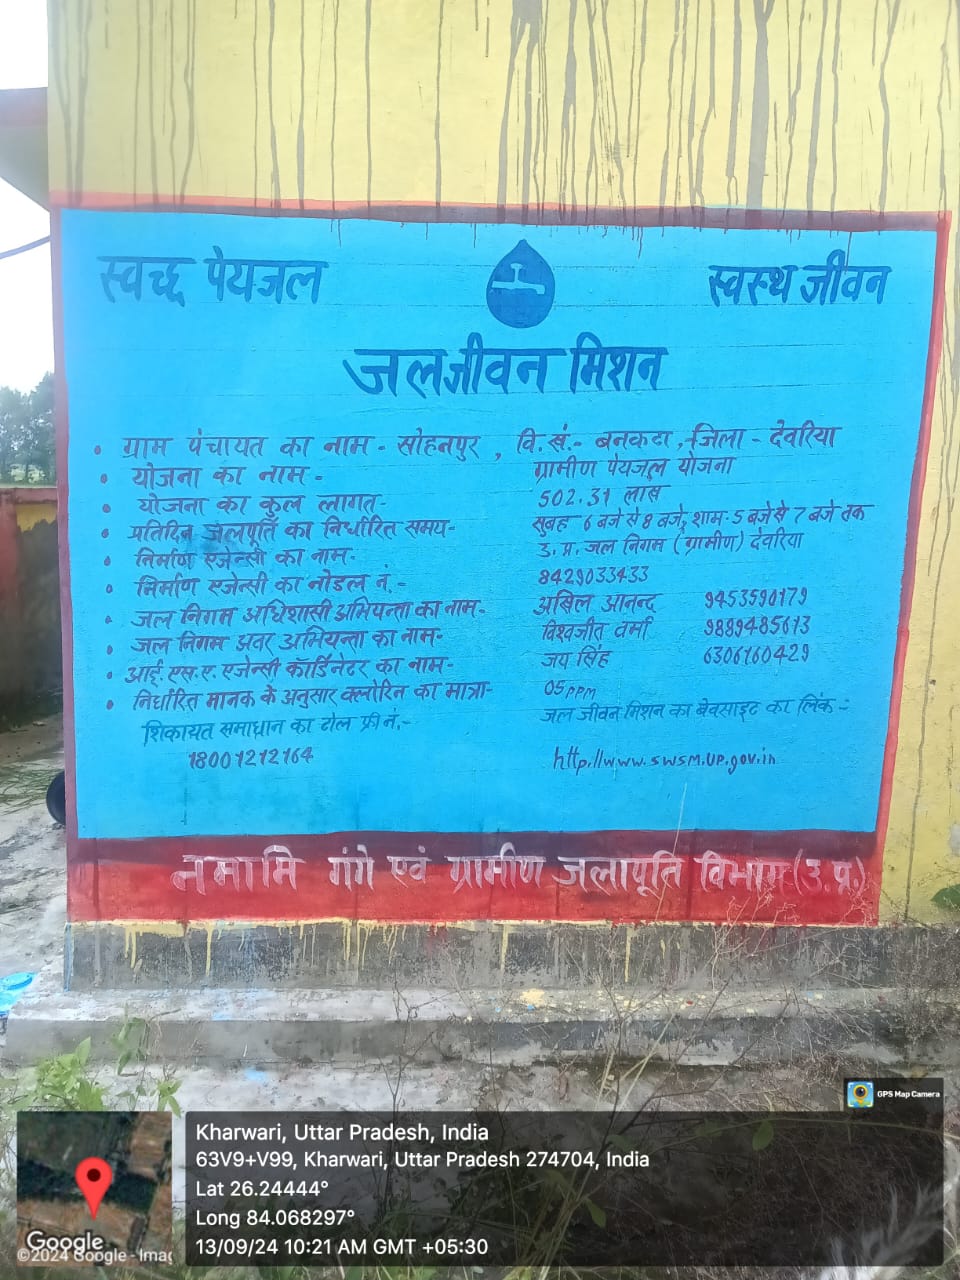 स्वच्छ पेयजल स्वस्थ जीवन
जल जीवन मिशन
• ग्राम पंचायत का नाम - सोहनपुर , वि.खं.- बनकटा , जिला - देवरिया
• योजना का नाम - ग्रामीण पेयजल योजना
• योजना का कुल लागत - 502.31 लाख
• प्रतिदिन जलपूर्ति का निर्धारित समय - सुबह 6 बजे से 8 बजे, शाम - 5 बजे से 7 बजे तक
• निर्माण एजेन्सी का नाम - उ. प्र. जल निगम (ग्रामीण) देवरिया
• निर्माण एजेन्सी का नोडल नं. - 8429033433
• जल निगम अधिशासी अभियन्ता का नाम - अखिल आनन्द 9453590179
• जल निगम अवर अभियन्ता का नाम - विश्वजीत वर्मा 9889485613
• आई. एस. ए. एजेन्सी कॉर्डिनेटर का नाम - जय सिंह 6306160429
• निर्धारित मानक के अनुसार क्लोरिन का मात्रा - 05 ppm
शिकायत समाधान का टोल फ्री नं. - जल जीवन मिशन का बेवसाइट का लिंक :-
18001212164 http.//www.swsm.up.gov.in
नमामि गंगे एवं ग्रामीण जलापूर्ति विभाग (उ. प्र.)
GPS Map Camera
Kharwari, Uttar Pradesh, India
63V9+V99, Kharwari, Uttar Pradesh 274704, India
Lat 26.24444°
Long 84.068297°
13/09/24 10:21 AM GMT +05:30
Google
©2024 Google - Imag